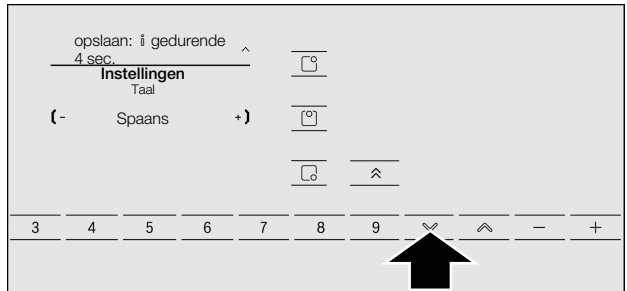 opslaan: i gedurende
4 sec.
Instellingen
Taal
(- Spaans +)
3 4 5 6 7 8 9 - +